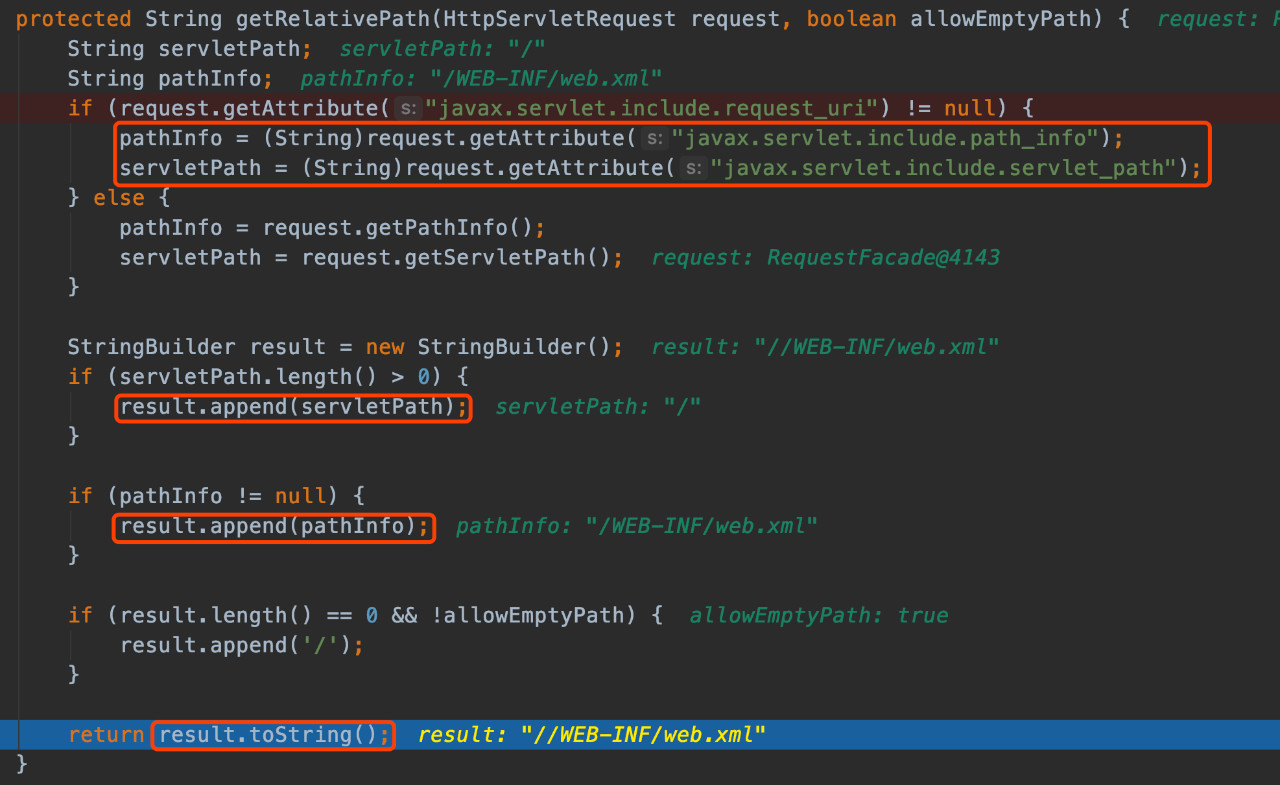 protected String getRelativePath(HttpServletRequest request, boolean allowEmptyPath) {  request:
    String servletPath;  servletPath: "/"
    String pathInfo;  pathInfo: "/WEB-INF/web.xml"
    if (request.getAttribute( s: "javax.servlet.include.request_uri") != null) {
        pathInfo = (String)request.getAttribute( s: "javax.servlet.include.path_info");
        servletPath = (String)request.getAttribute( s: "javax.servlet.include.servlet_path");
    } else {
        pathInfo = request.getPathInfo();
        servletPath = request.getServletPath();  request: RequestFacade@4143
    }
    StringBuilder result = new StringBuilder();  result: "//WEB-INF/web.xml"
    if (servletPath.length() > 0) {
        result.append(servletPath);  servletPath: "/"
    }
    if (pathInfo != null) {
        result.append(pathInfo);  pathInfo: "/WEB-INF/web.xml"
    }
    if (result.length() == 0 && !allowEmptyPath) {  allowEmptyPath: true
        result.append('/');
    }
    return result.toString();  result: "//WEB-INF/web.xml"
}